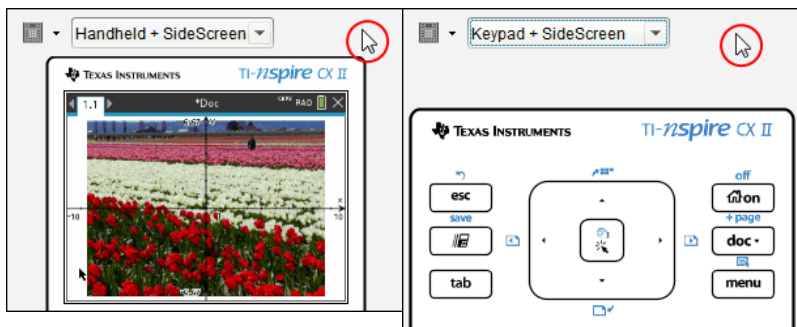 Handheld + SideScreen
TEXAS INSTRUMENTS
TI-nspire CX II
1.1
*Doc
RAD
x
-10
10
Keypad + SideScreen
TEXAS INSTRUMENTS
TI-nspire CX II
off
esc
on
save
+ page
doc
tab
menu